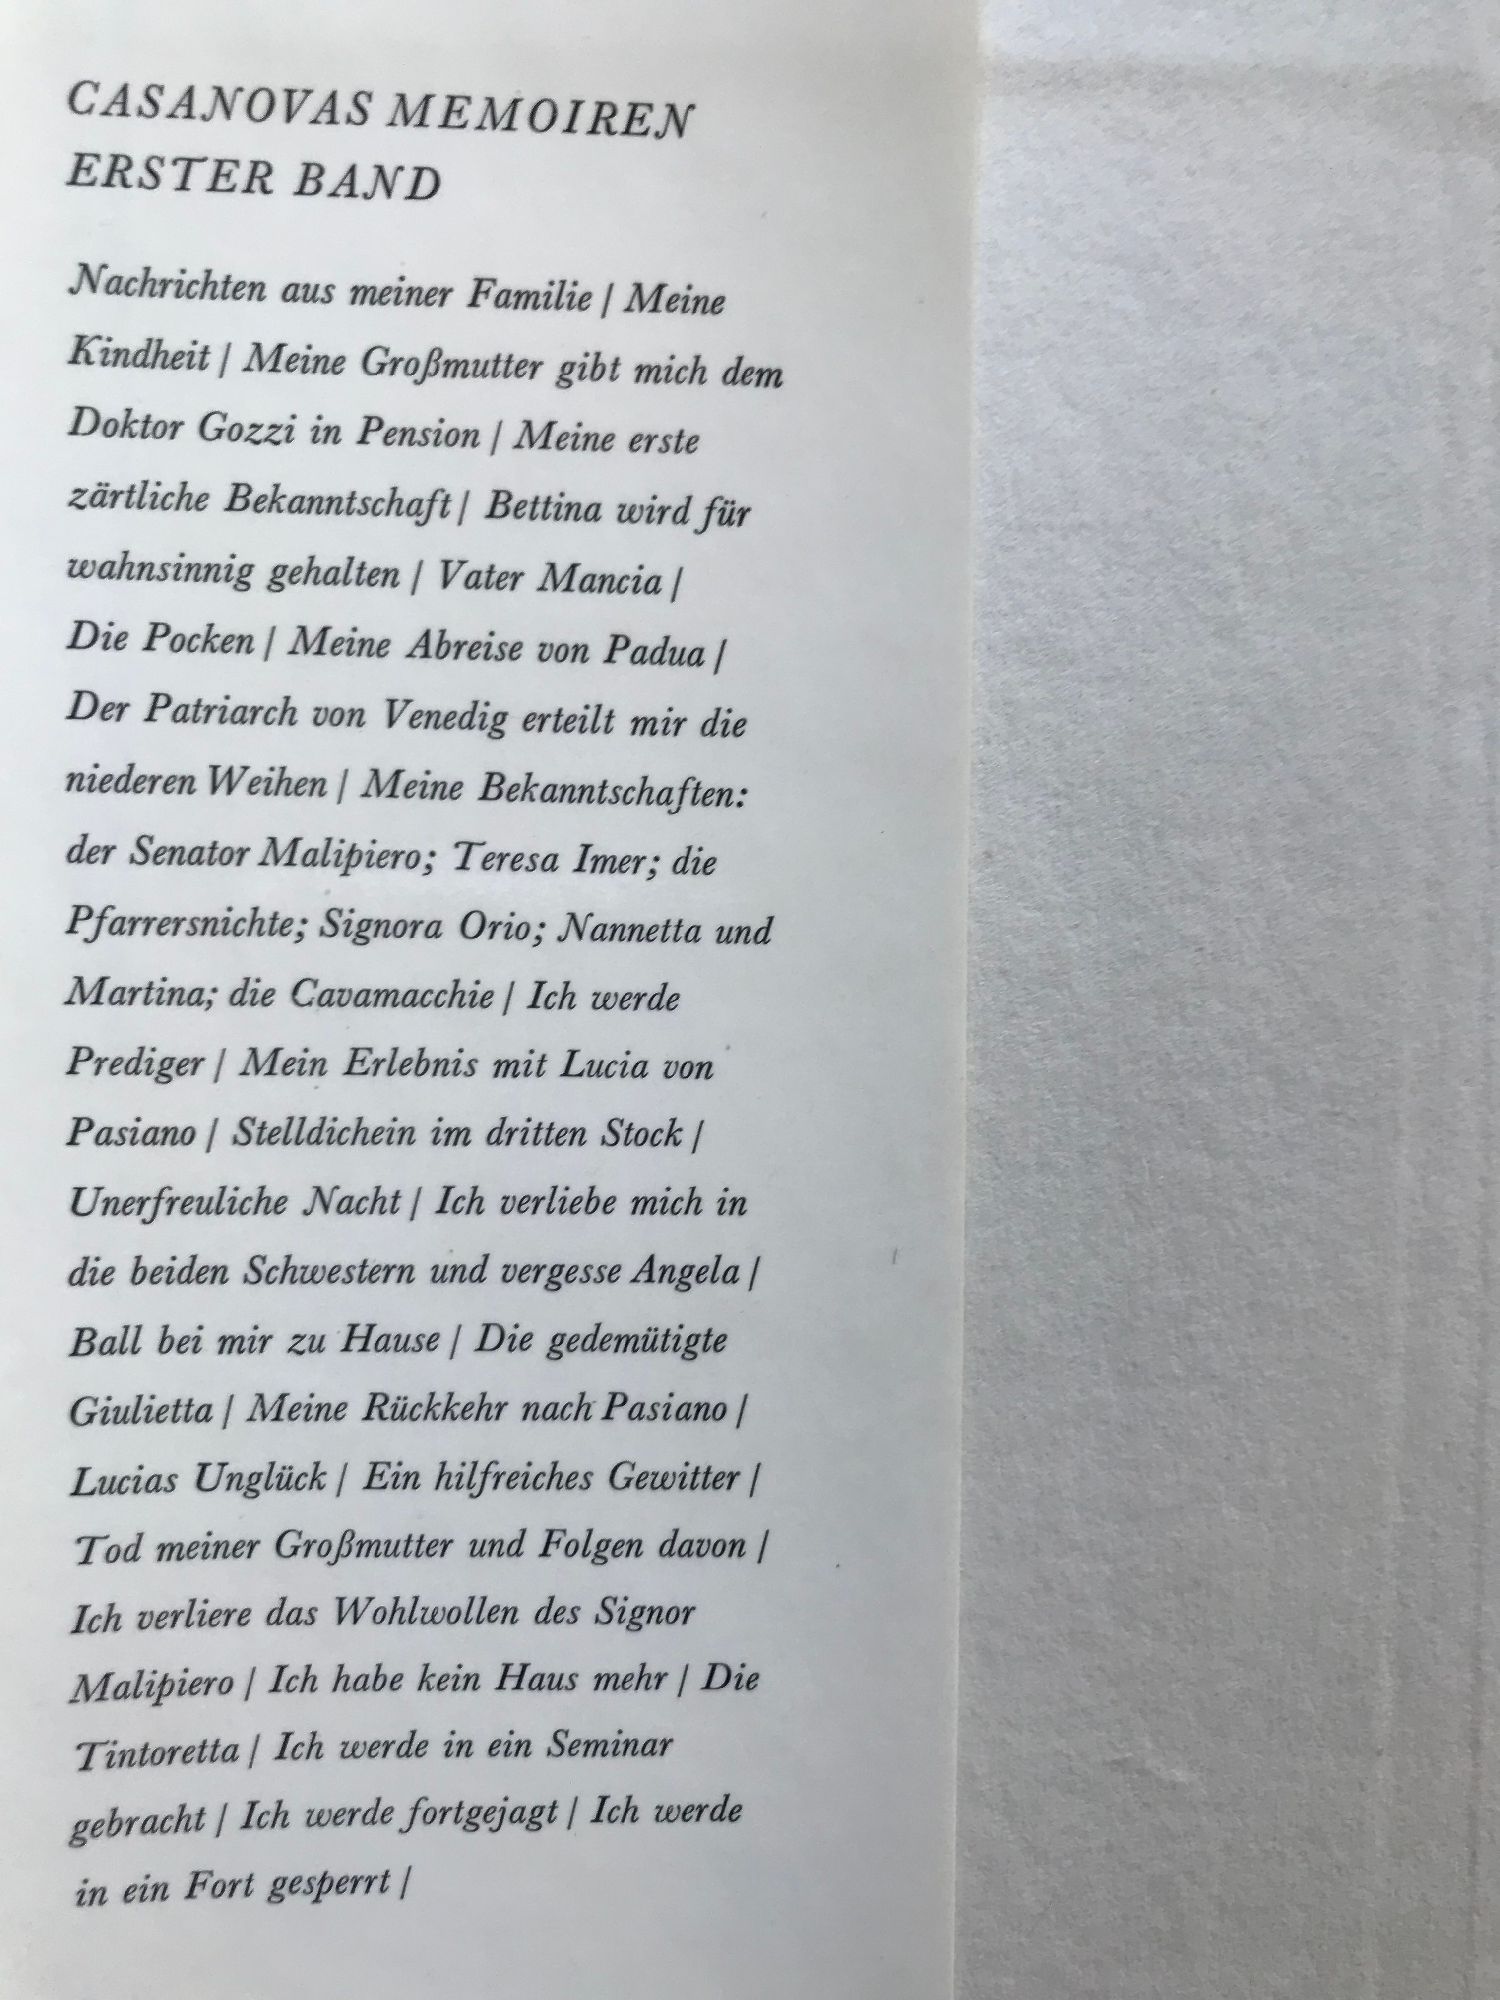 CASANOVAS MEMOIREN
ERSTER BAND
Nachrichten aus meiner Familie | Meine
Kindheit | Meine Großmutter gibt mich dem
Doktor Gozzi in Pension | Meine erste
zärtliche Bekanntschaft | Bettina wird für
wahnsinnig gehalten | Vater Mancia |
Die Pocken | Meine Abreise von Padua |
Der Patriarch von Venedig erteilt mir die
niederen Weihen | Meine Bekanntschaften:
der Senator Malipiero; Teresa Imer; die
Pfarrersnichte; Signora Orio; Nannetta und
Martina; die Cavamacchie | Ich werde
Prediger | Mein Erlebnis mit Lucia von
Pasiano | Stelldichein im dritten Stock |
Unerfreuliche Nacht | Ich verliebe mich in
die beiden Schwestern und vergesse Angela |
Ball bei mir zu Hause | Die gedemütigte
Giulietta | Meine Rückkehr nach Pasiano |
Lucias Unglück | Ein hilfreiches Gewitter |
Tod meiner Großmutter und Folgen davon |
Ich verliere das Wohlwollen des Signor
Malipiero | Ich habe kein Haus mehr | Die
Tintoretta | Ich werde in ein Seminar
gebracht | Ich werde fortgejagt | Ich werde
in ein Fort gesperrt |